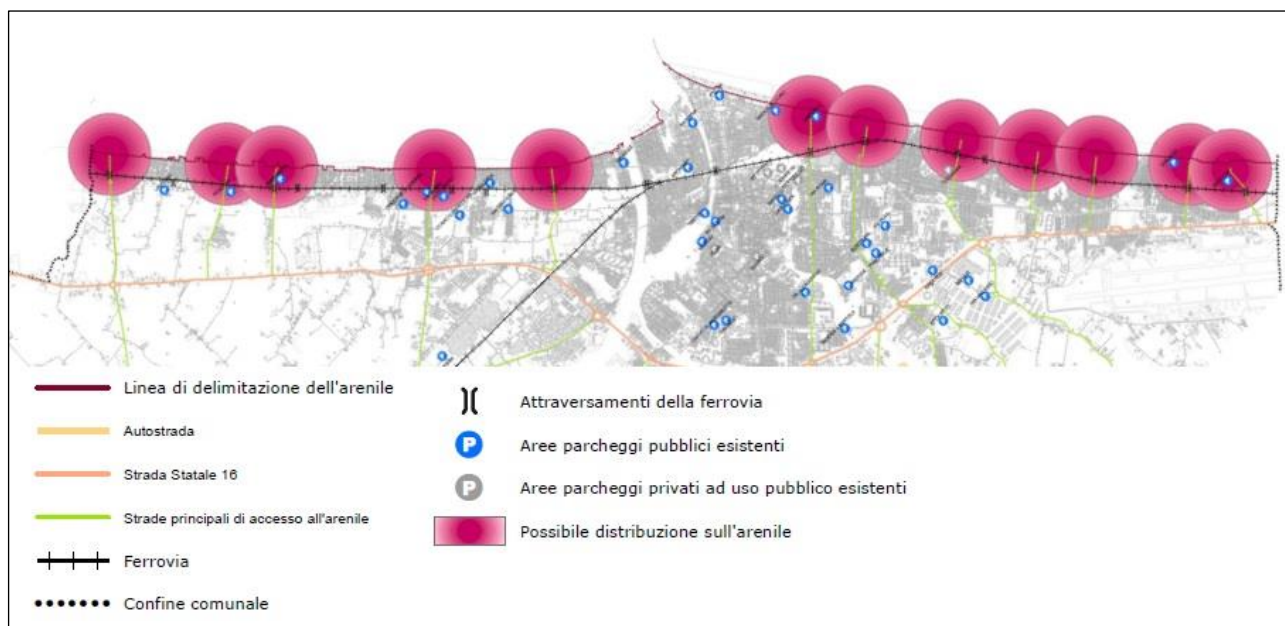 Linea di delimitazione dell'arenile
Autostrada
Strada Statale 16
Strade principali di accesso all'arenile
Ferrovia
Confine comunale
Attraversamenti della ferrovia
P Aree parcheggi pubblici esistenti
P Aree parcheggi privati ad uso pubblico esistenti
Possibile distribuzione sull'arenile